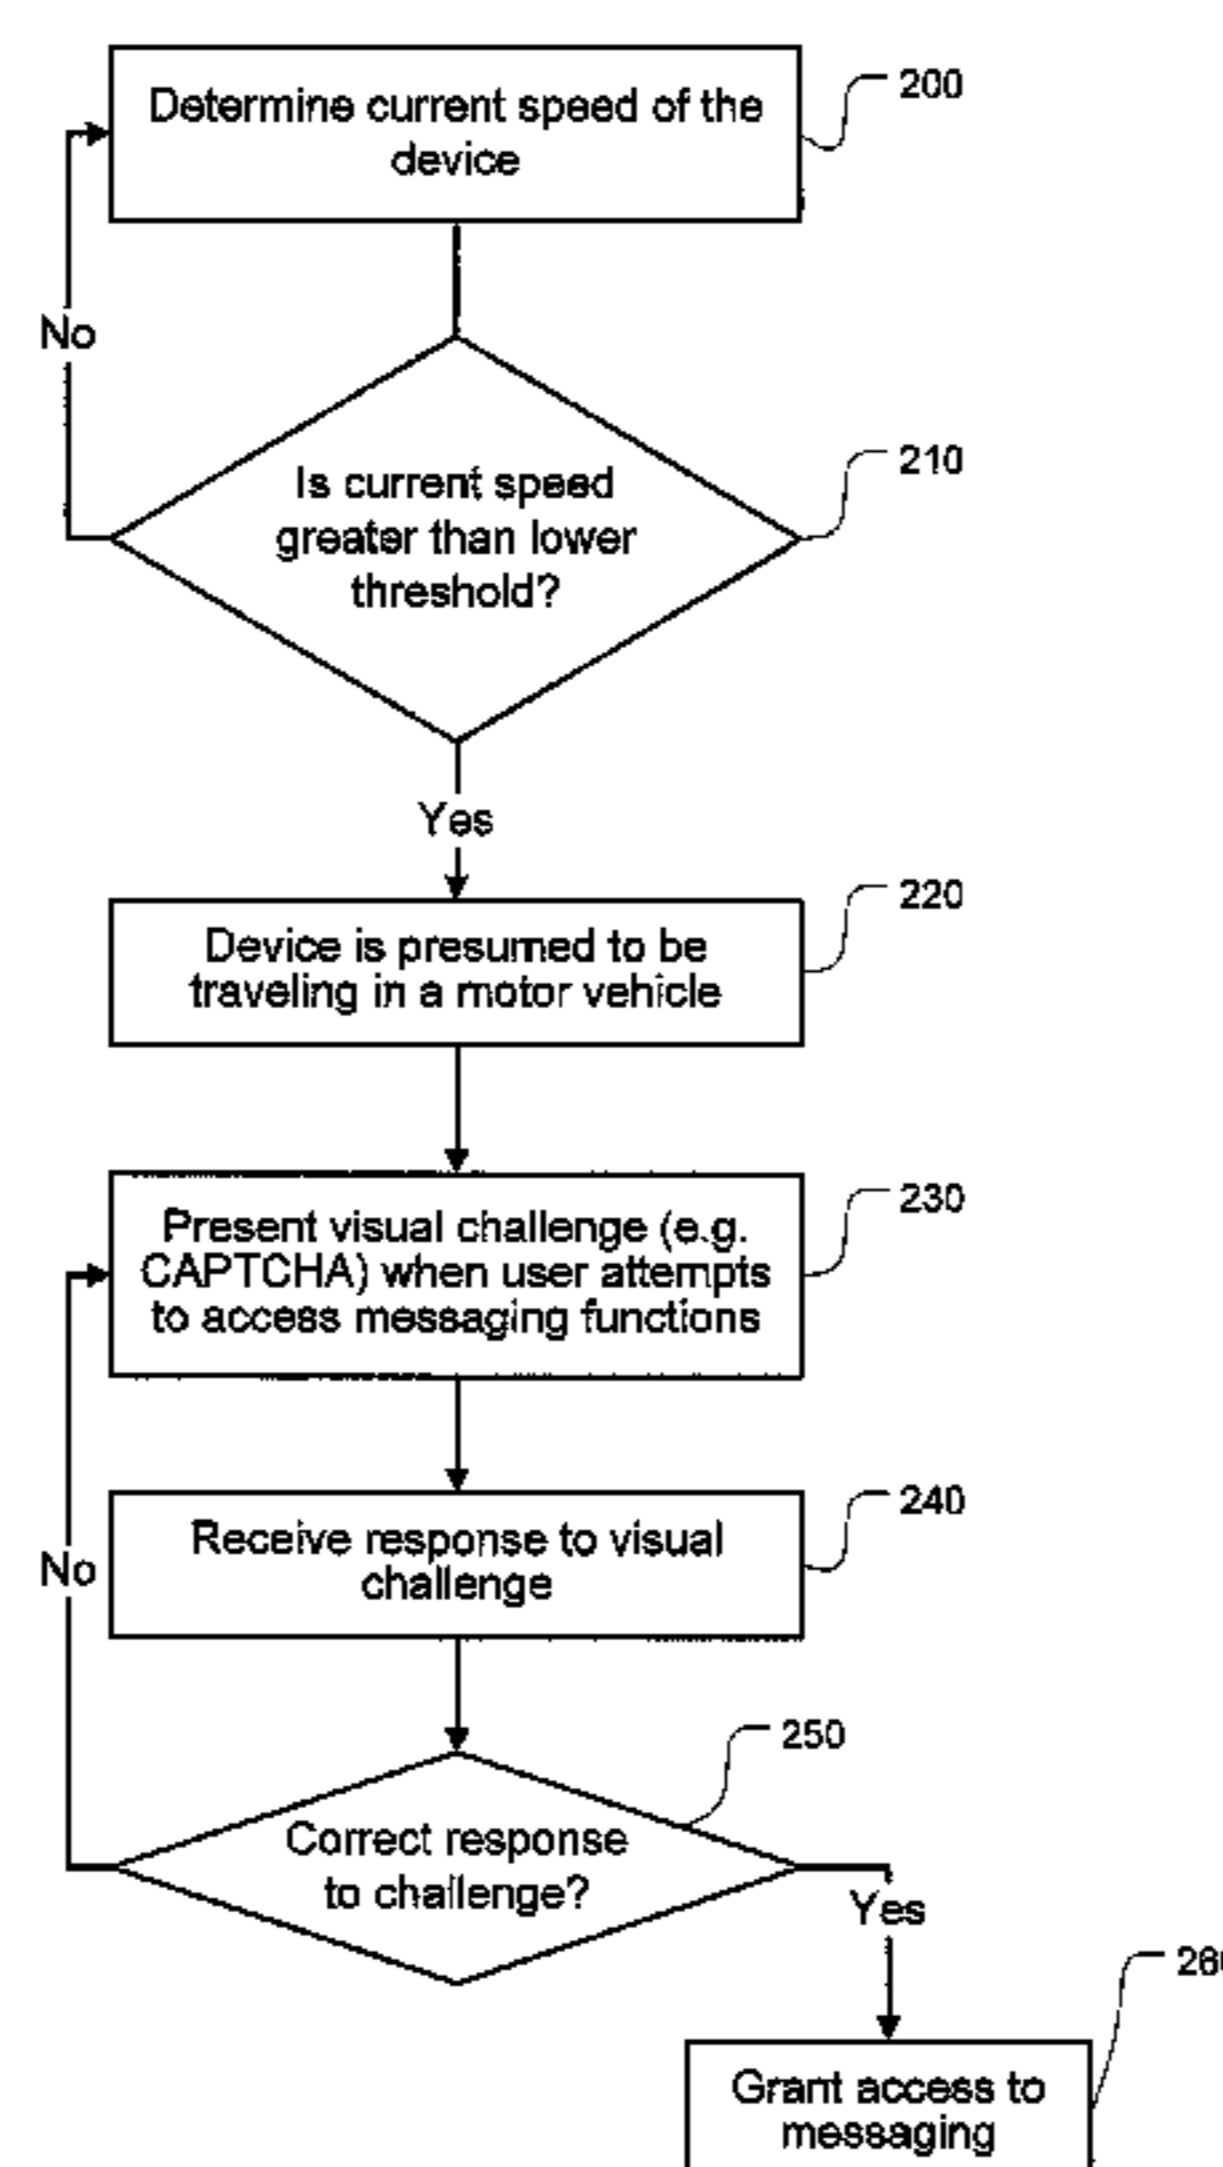 Determine current speed of the
device
200
No
Is current speed
greater than lower
threshold?
210
Yes
Device is presumed to be
traveling in a motor vehicle
220
Present visual challenge (e.g.
CAPTCHA) when user attempts
to access messaging functions
230
Receive response to visual
challenge
240
No
Correct response
to challenge?
250
Yes
Grant access to
messaging